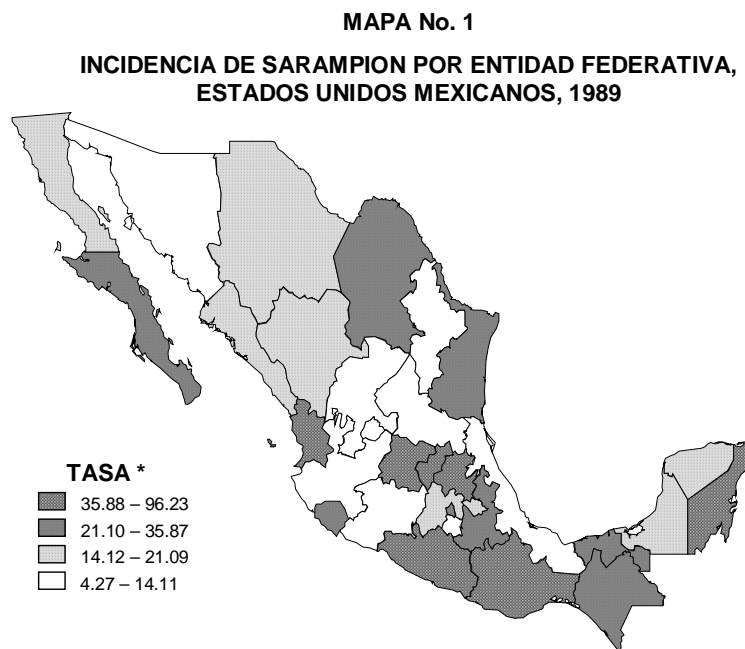 MAPA No. 1
INCIDENCIA DE SARAMPION POR ENTIDAD FEDERATIVA,
ESTADOS UNIDOS MEXICANOS, 1989
TASA *
35.88 – 96.23
21.10 – 35.87
14.12 – 21.09
4.27 – 14.11